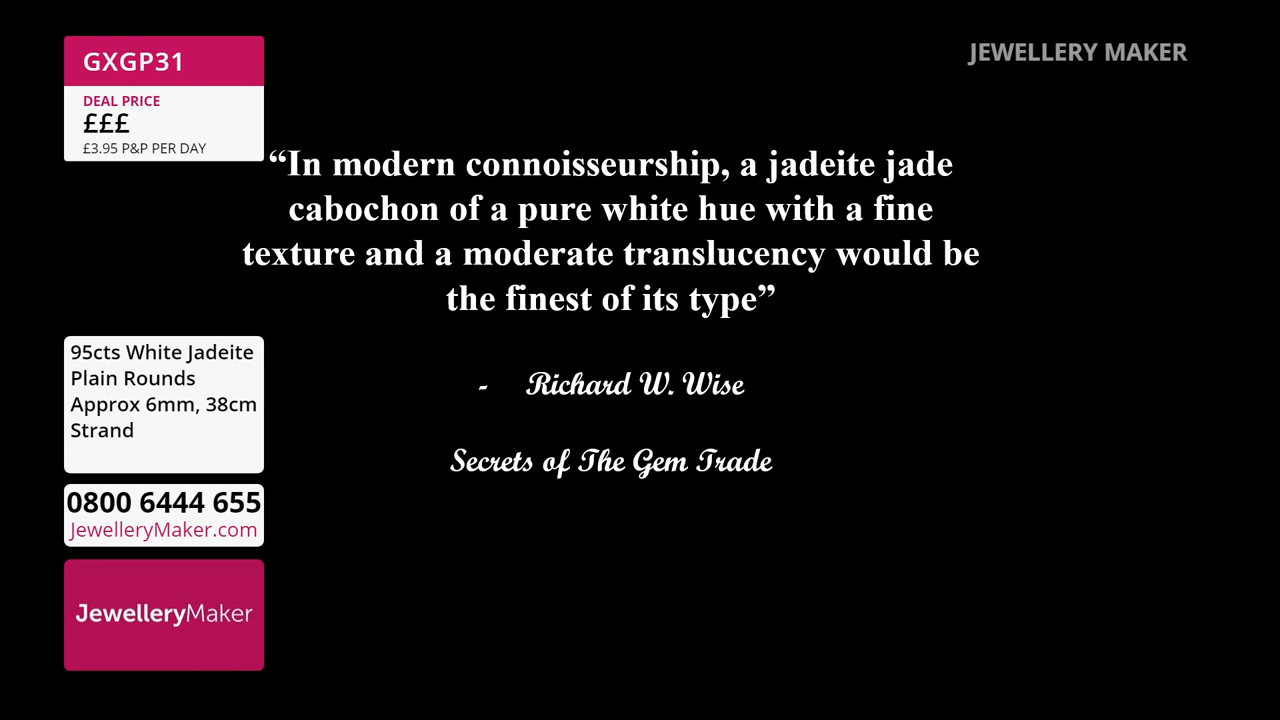 GXGP31
DEAL PRICE
£££
£3.95 P&P PER DAY
JEWELLERY MAKER
“In modern connoisseurship, a jadeite jade
cabochon of a pure white hue with a fine
texture and a moderate translucency would be
the finest of its type”
- Richard W. Wise
Secrets of The Gem Trade
95cts White Jadeite
Plain Rounds
Approx 6mm, 38cm
Strand
0800 6444 655
JewelleryMaker.com
JewelleryMaker